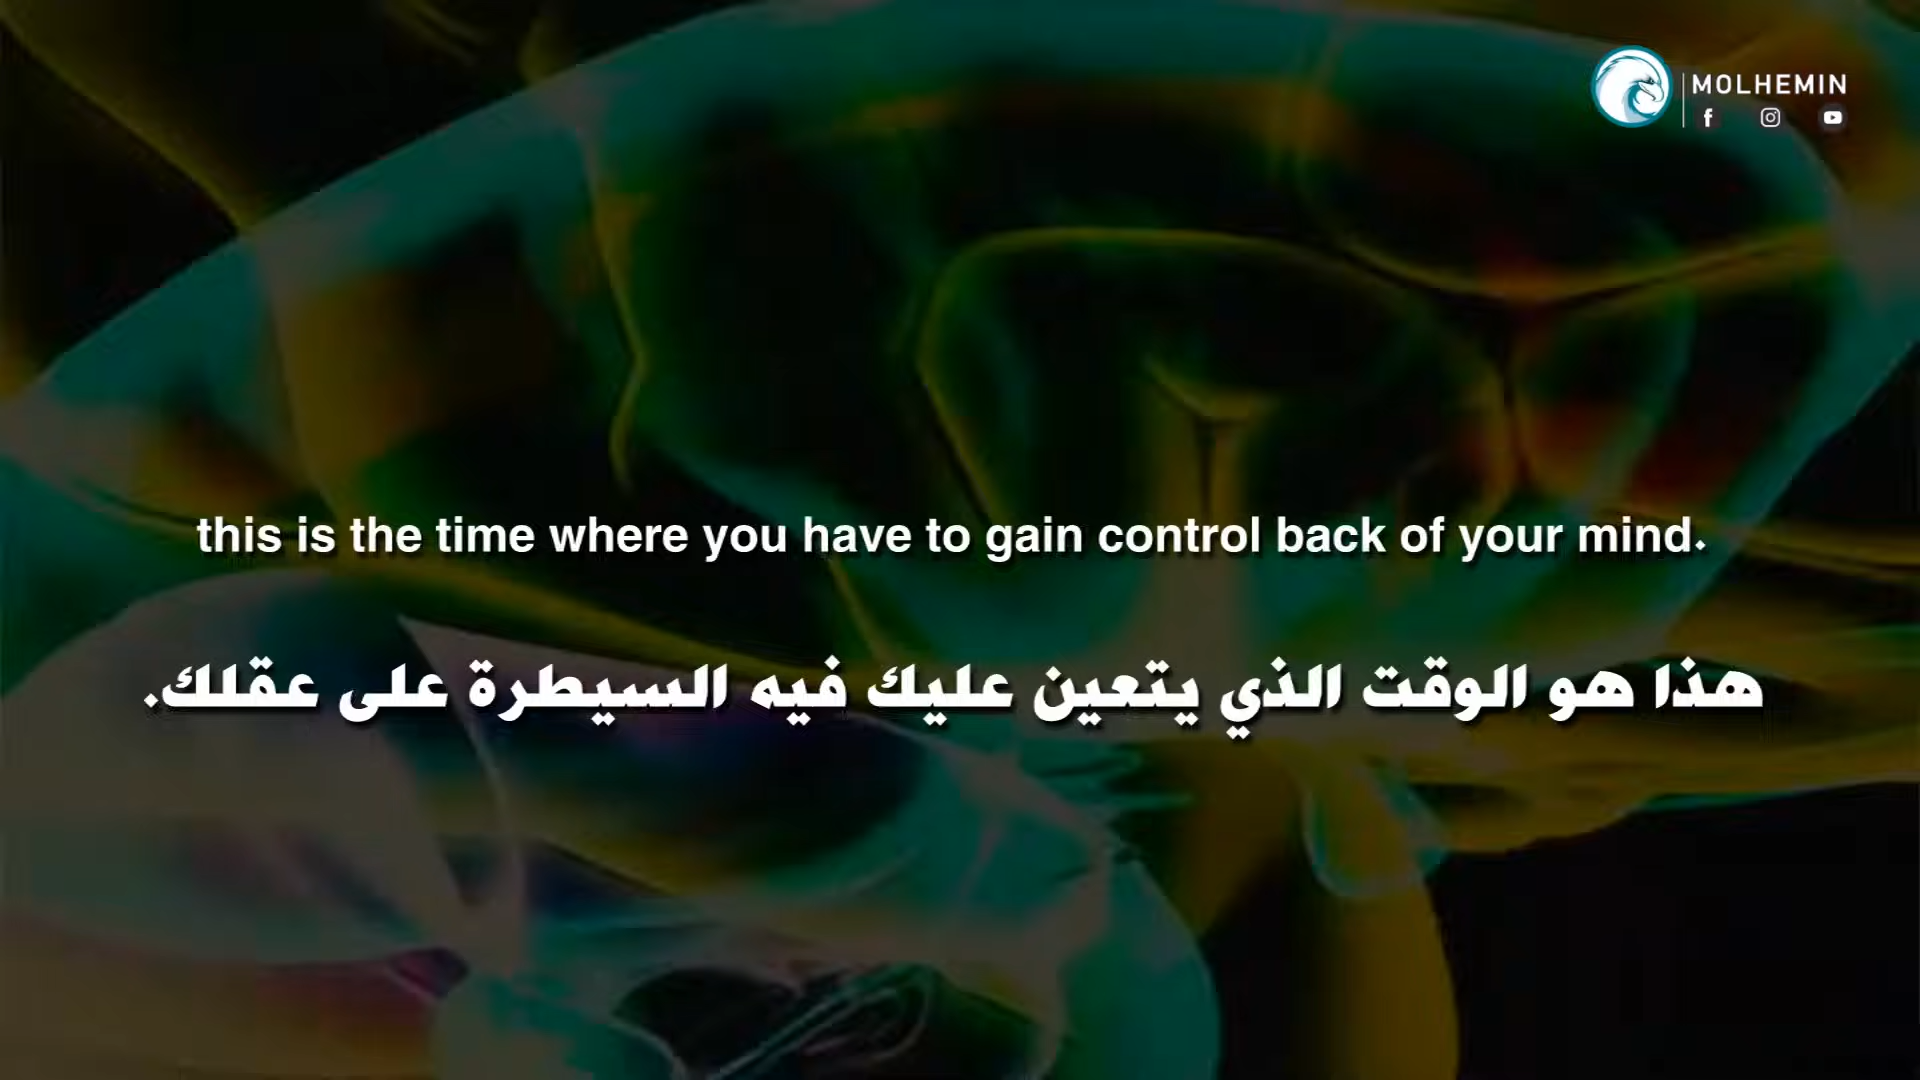 MOLHEMIN
this is the time where you have to gain control back of your mind.
هذا هو الوقت الذي يتعين عليك فيه السيطرة على عقلك.